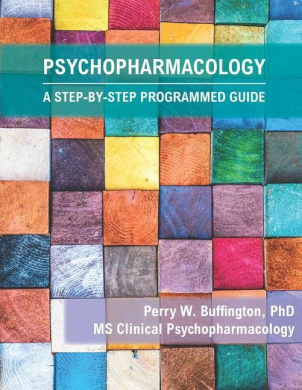 PSYCHOPHARMACOLOGY
A STEP-BY-STEP PROGRAMMED GUIDE
Perry W. Buffington, PhD
MS Clinical Psychopharmacology